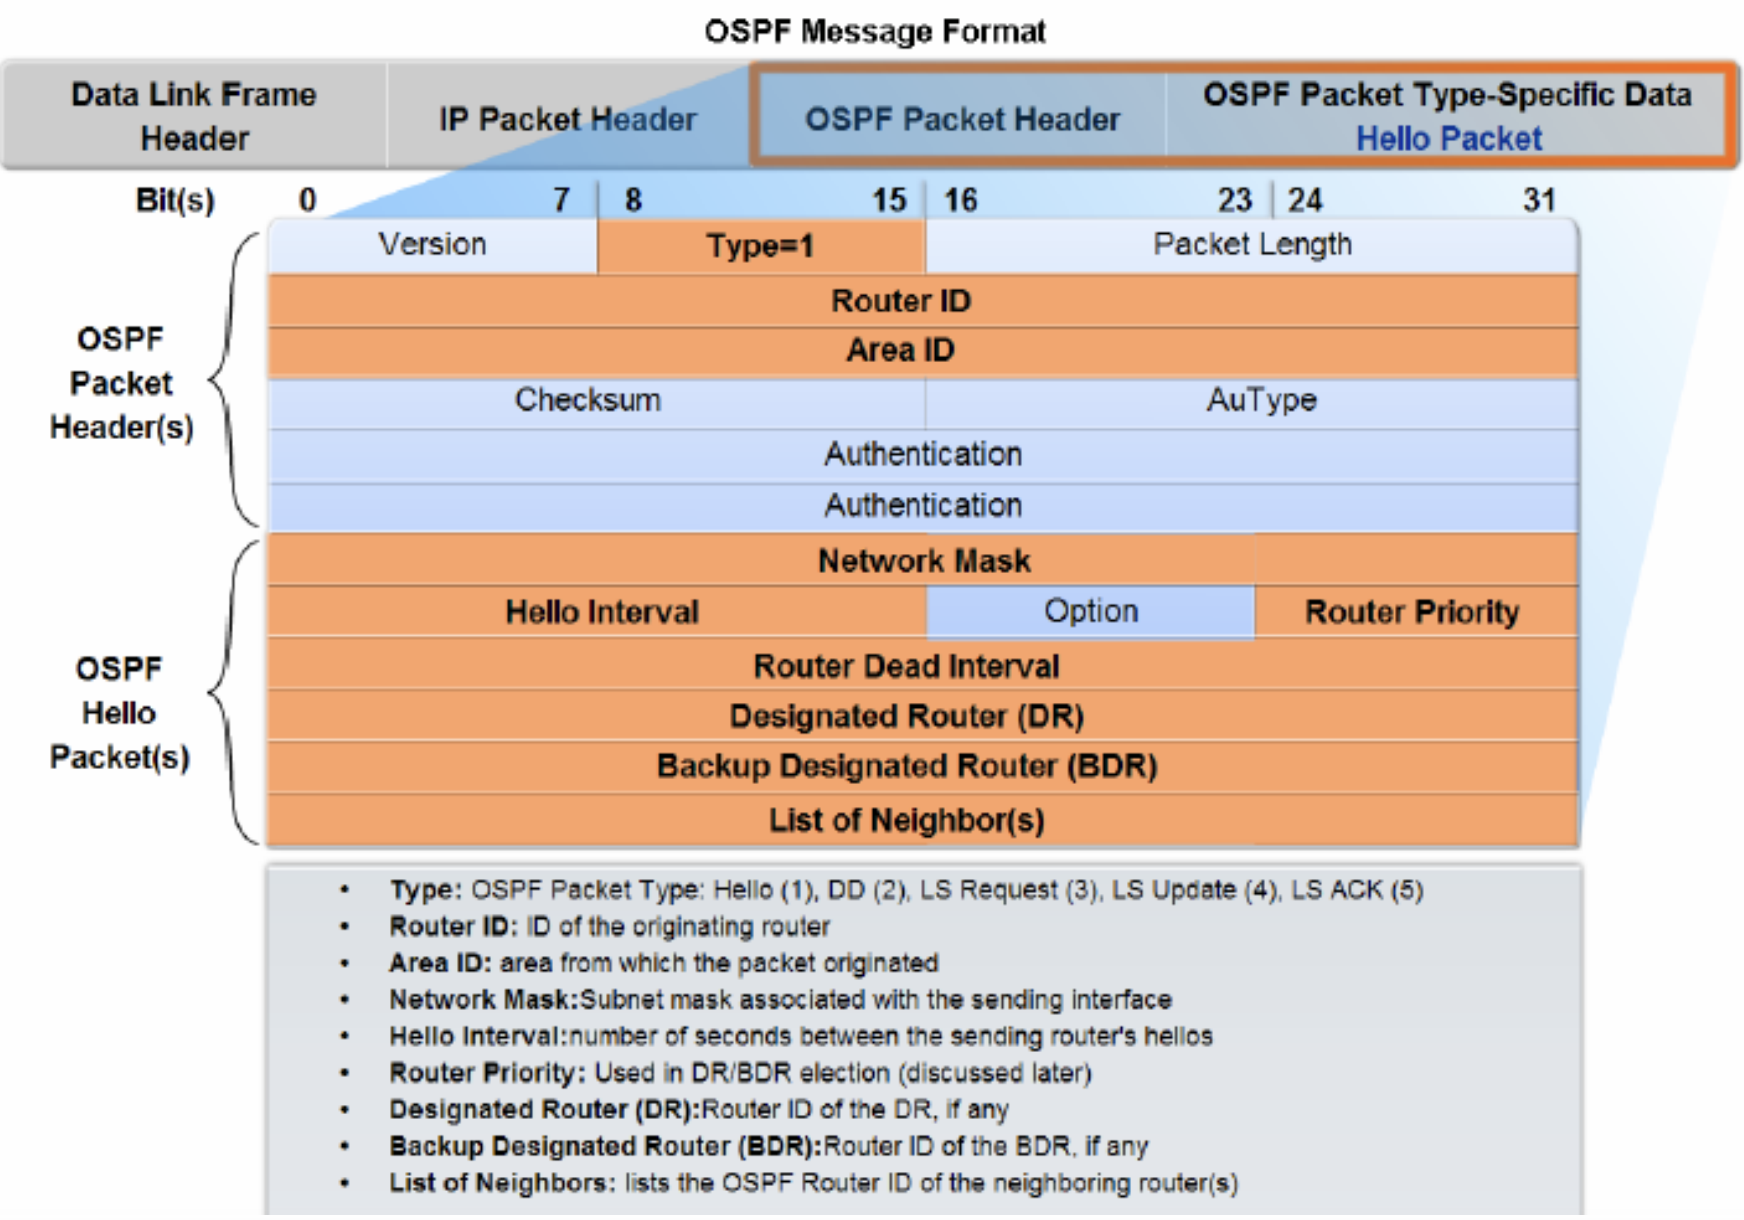 OSPF Message Format
Data Link Frame
Header
IP Packet Header
OSPF Packet Header
OSPF Packet Type-Specific Data
Hello Packet
Bit(s) 0 7 8 15 16 23 24 31
OSPF
Packet
Header(s)
Version Type=1 Packet Length
Router ID
Area ID
Checksum AuType
Authentication
Authentication
OSPF
Hello
Packet(s)
Network Mask
Hello Interval Option Router Priority
Router Dead Interval
Designated Router (DR)
Backup Designated Router (BDR)
List of Neighbor(s)
• Type: OSPF Packet Type: Hello (1), DD (2), LS Request (3), LS Update (4), LS ACK (5)
• Router ID: ID of the originating router
• Area ID: area from which the packet originated
• Network Mask:Subnet mask associated with the sending interface
• Hello Interval:number of seconds between the sending router's hellos
• Router Priority: Used in DR/BDR election (discussed later)
• Designated Router (DR):Router ID of the DR, if any
• Backup Designated Router (BDR):Router ID of the BDR, if any
• List of Neighbors: lists the OSPF Router ID of the neighboring router(s)